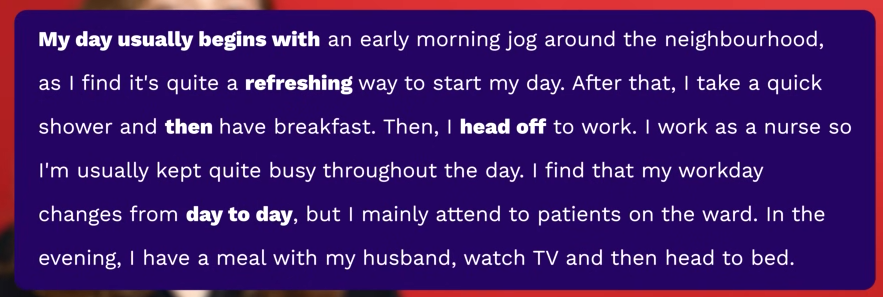 My day usually begins with an early morning jog around the neighbourhood,
as I find it's quite a refreshing way to start my day. After that, I take a quick
shower and then have breakfast. Then, I head off to work. I work as a nurse so
I'm usually kept quite busy throughout the day. I find that my workday
changes from day to day, but I mainly attend to patients on the ward. In the
evening, I have a meal with my husband, watch TV and then head to bed.